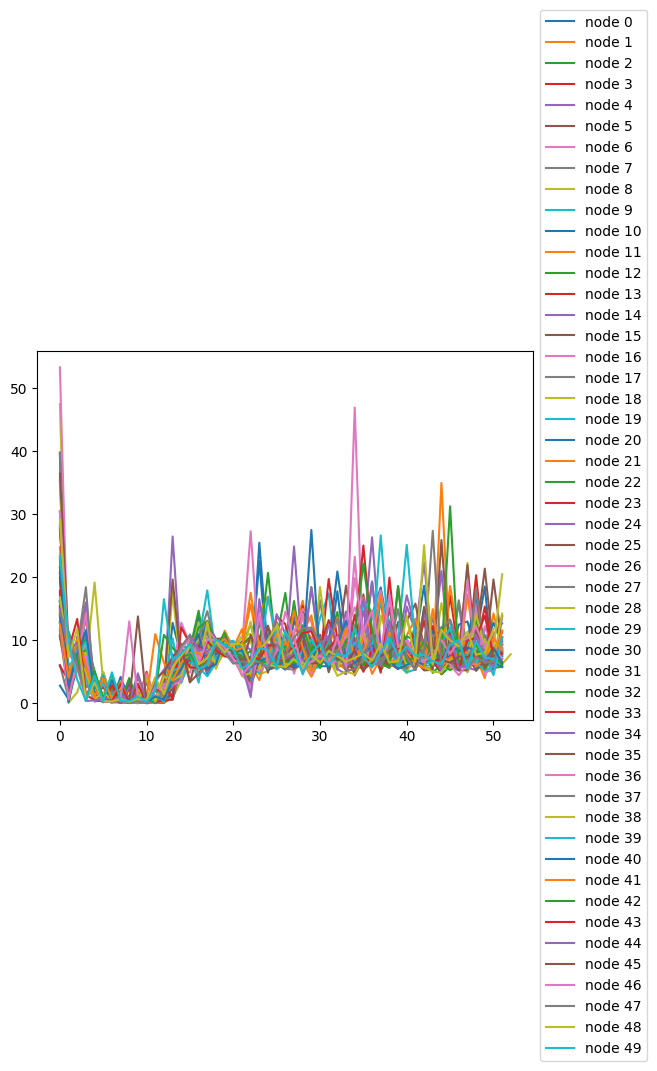 50
40
30
20
10
0
0 10 20 30 40 50
node 0
node 1
node 2
node 3
node 4
node 5
node 6
node 7
node 8
node 9
node 10
node 11
node 12
node 13
node 14
node 15
node 16
node 17
node 18
node 19
node 20
node 21
node 22
node 23
node 24
node 25
node 26
node 27
node 28
node 29
node 30
node 31
node 32
node 33
node 34
node 35
node 36
node 37
node 38
node 39
node 40
node 41
node 42
node 43
node 44
node 45
node 46
node 47
node 48
node 49